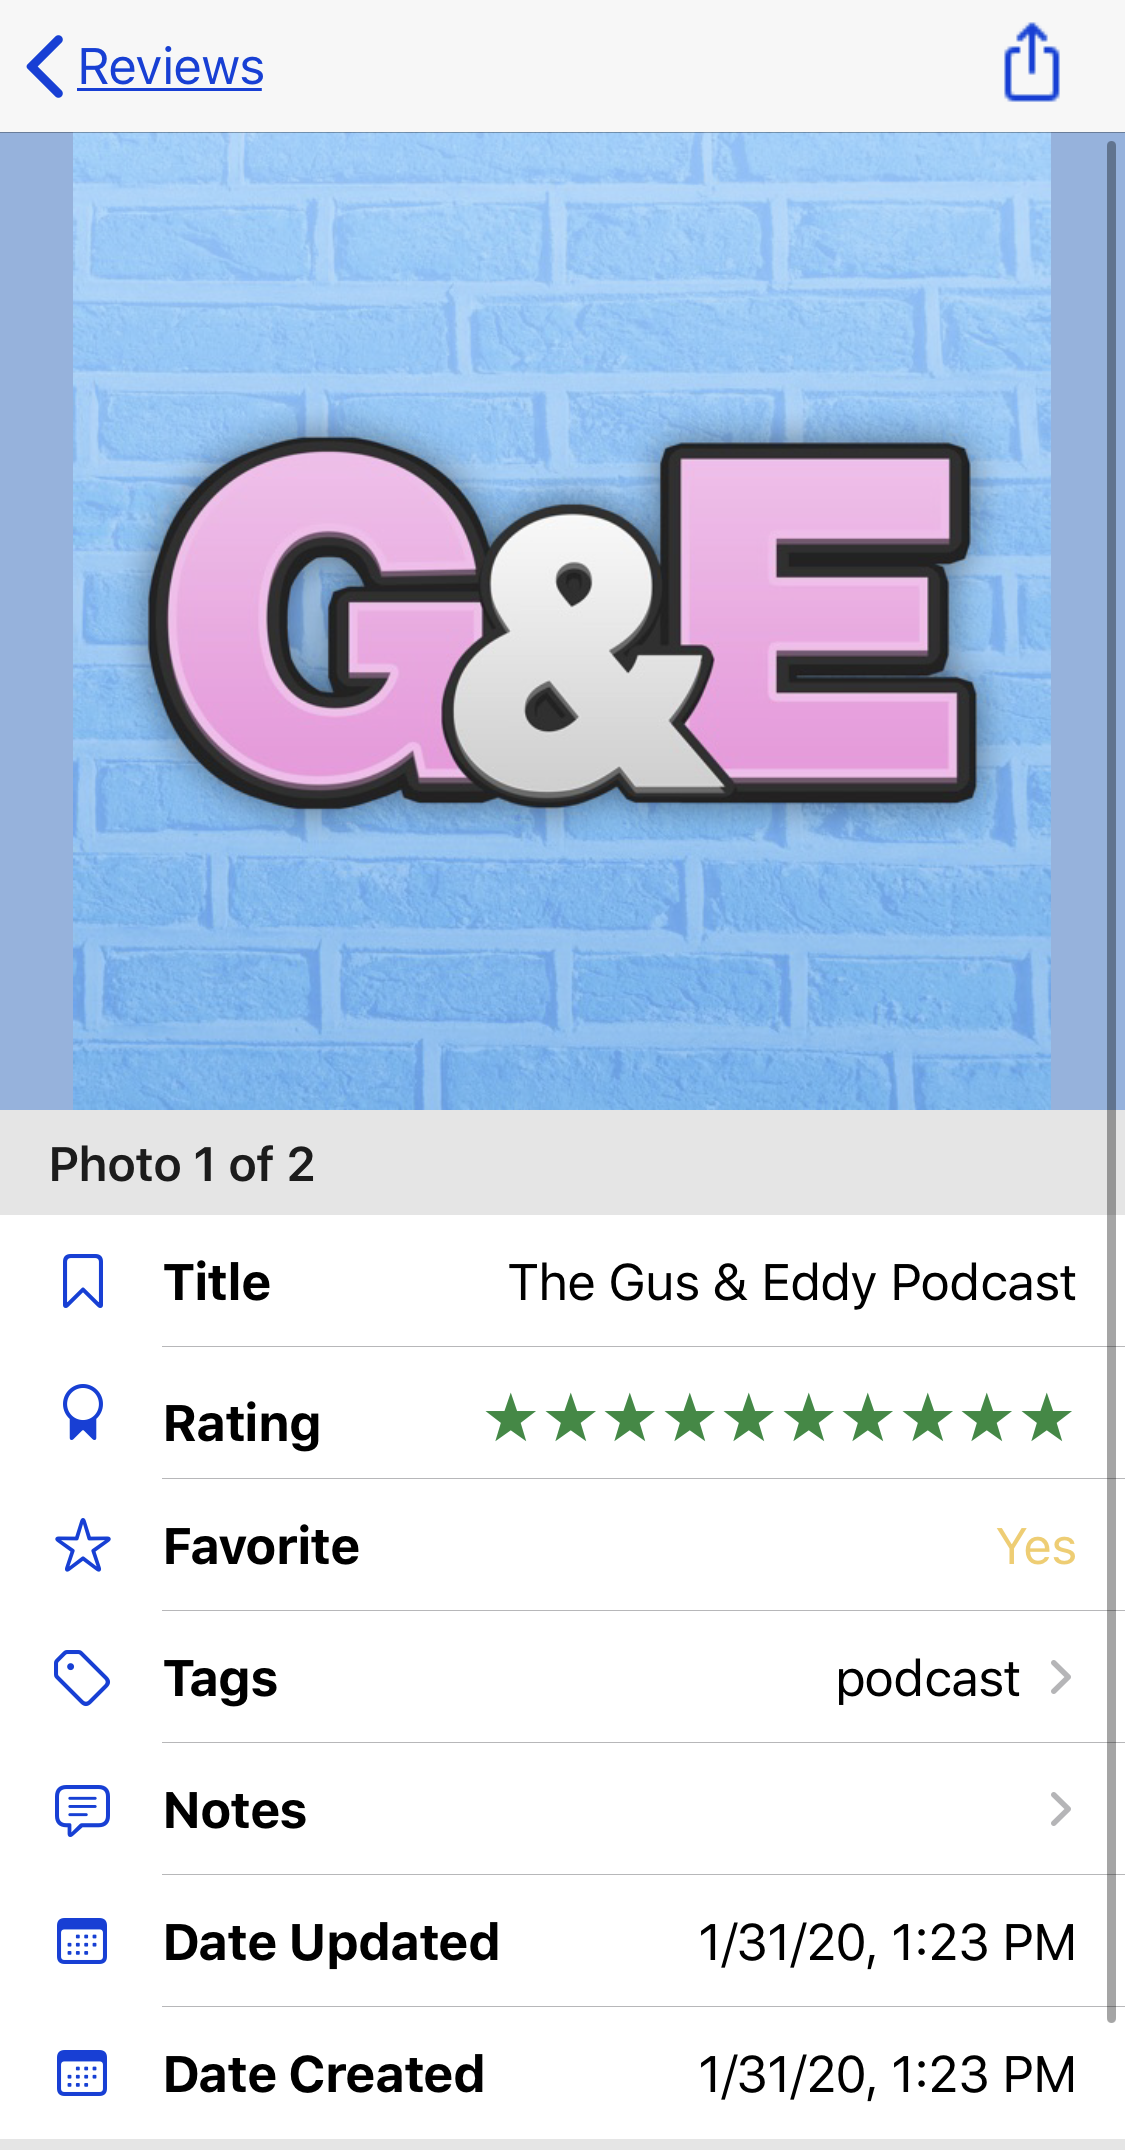 Reviews
G&E
Photo 1 of 2
Title The Gus & Eddy Podcast
Rating ★★★★★★★★★★
Favorite Yes
Tags podcast
Notes
Date Updated 1/31/20, 1:23 PM
Date Created 1/31/20, 1:23 PM